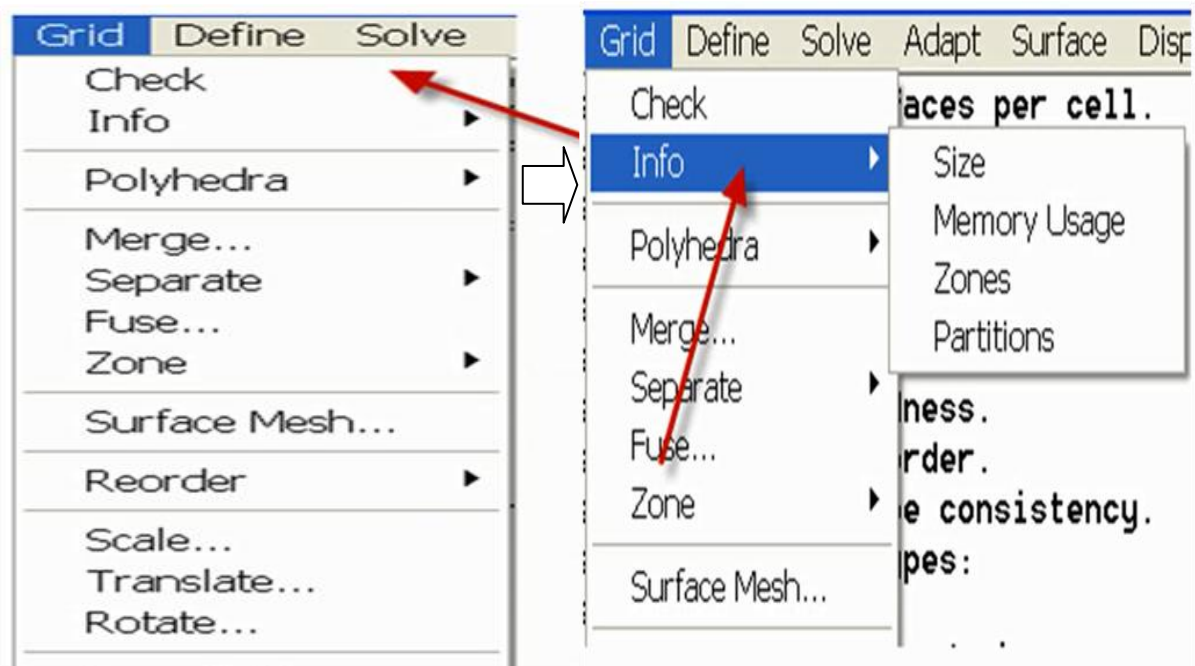 Grid Define Solve
Check
Info
Polyhedra
Merge...
Separate
Fuse...
Zone
Surface Mesh...
Reorder
Scale...
Translate...
Rotate...
Grid Define Solve Adapt Surface Disp
Check
Info
Polyhedra
Merge...
Separate
Fuse...
Zone
Surface Mesh...
Size
Memory Usage
Zones
Partitions
aces per cell.
ness.
rder.
e consistency.
pes: